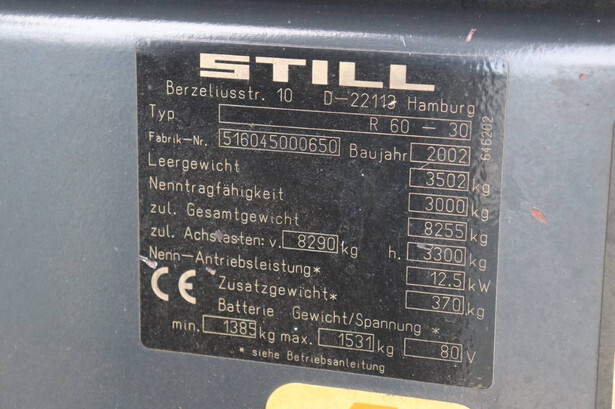 STILL
Berzeliusstr. 10 D-22113 Hamburg
Typ R 60 - 30
Fabrik-Nr. 516045000650 Baujahr 2002
Leergewicht 3502 kg
Nenntragfähigkeit 3000 kg
zul. Gesamtgewicht 8255 kg
zul. Achslasten: v. 8290 kg h. 3300 kg
Nenn-Antriebsleistung* 12.5 kW
Zusatzgewicht* 370 kg
CE
Batterie Gewicht/Spannung *
min. 1385 kg max. 1531 kg 80 V
* siehe Betriebsanleitung
646202